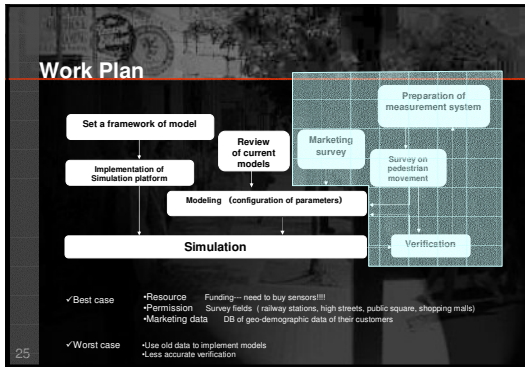 Work Plan
Preparation of
measurement system
Set a framework of model
Review
of current
models
Marketing
survey
Implementation of
Simulation platform
Survey on
pedestrian
movement
Modeling (configuration of parameters)
Simulation
Verification
✓Best case
•Resource Funding--- need to buy sensors!!!!
•Permission Survey fields ( railway stations, high streets, public square, shopping malls)
•Marketing data DB of geo-demographic data of their customers
✓Worst case
•Use old data to implement models
•Less accurate verification
25